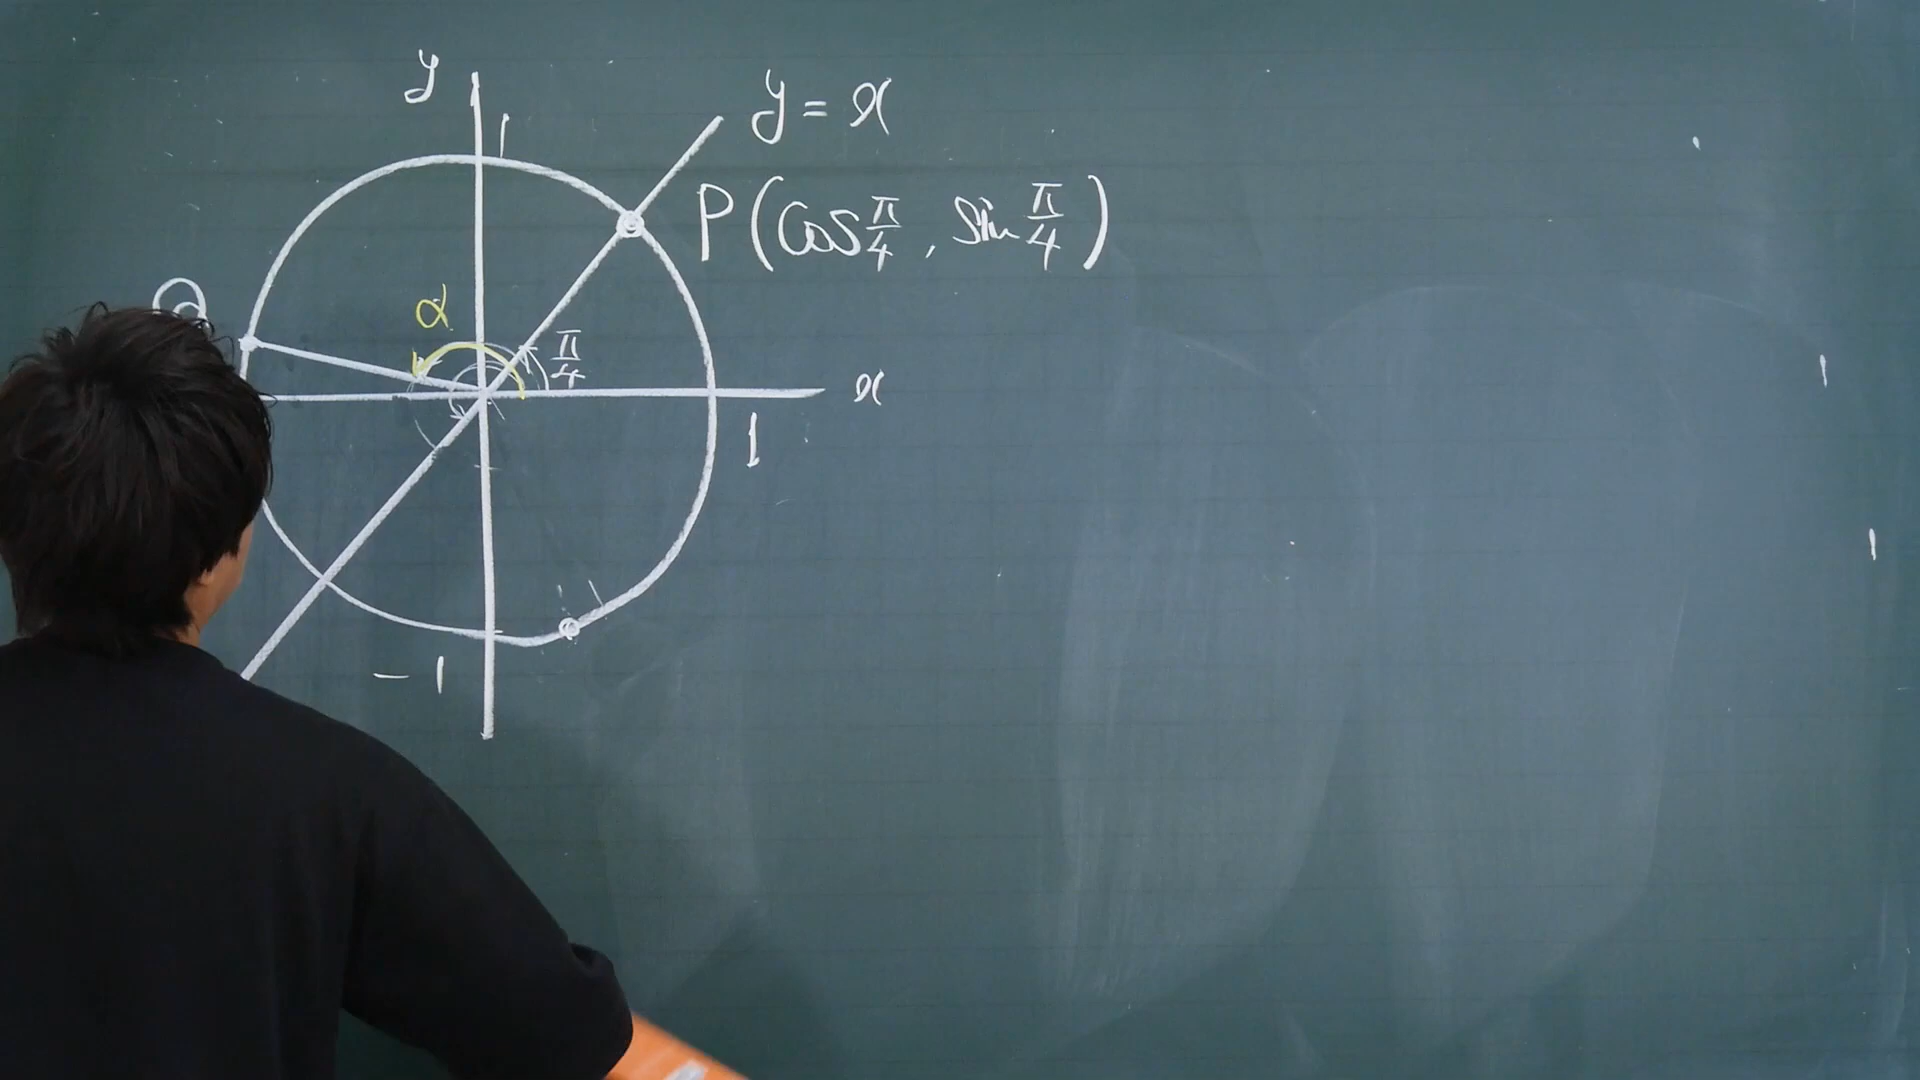 y
1
y = x
P(cos π/4, sin π/4)
α
π/4
x
1
-1